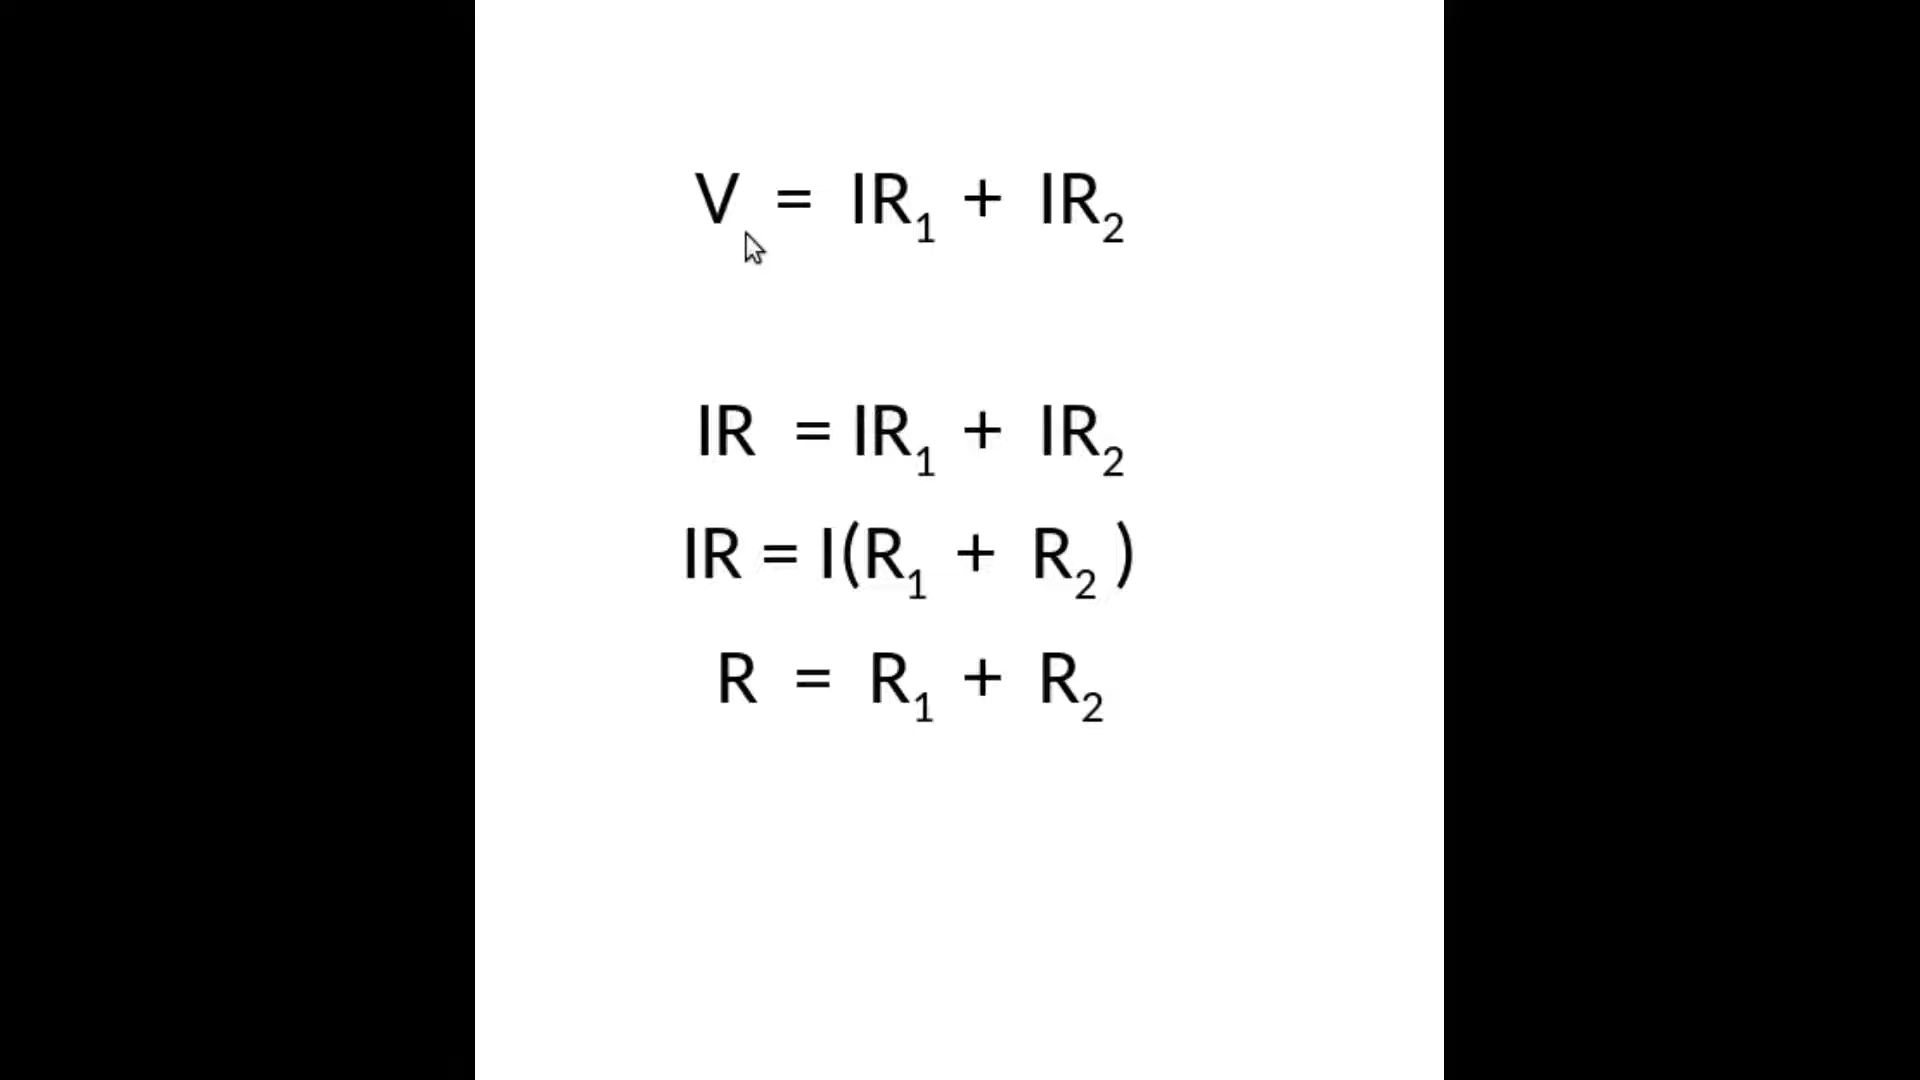 V = IR₁ + IR₂
IR = IR₁ + IR₂
IR = I(R₁ + R₂ )
R = R₁ + R₂